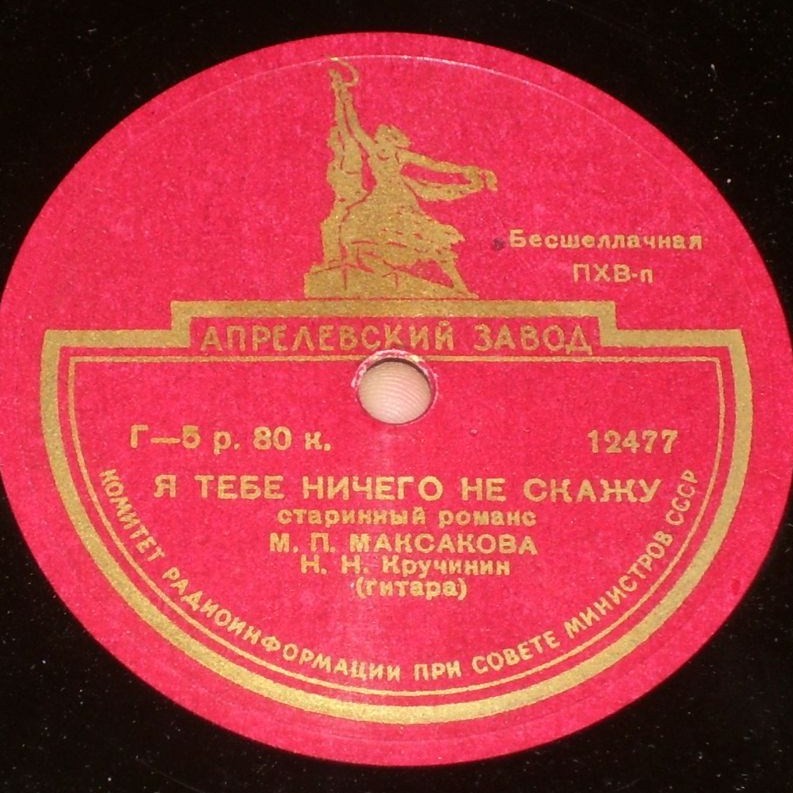 Бесшеллачная
ПХВ-п
АПРЕЛЕВСКИЙ ЗАВОД
Г—5 р. 80 к.
12477
Я ТЕБЕ НИЧЕГО НЕ СКАЖУ
старинный романс
М. П. МАКСАКОВА
Н. Н. Кручинин
(гитара)
КОМИТЕТ РАДИОИНФОРМАЦИИ ПРИ СОВЕТЕ МИНИСТРОВ СССР